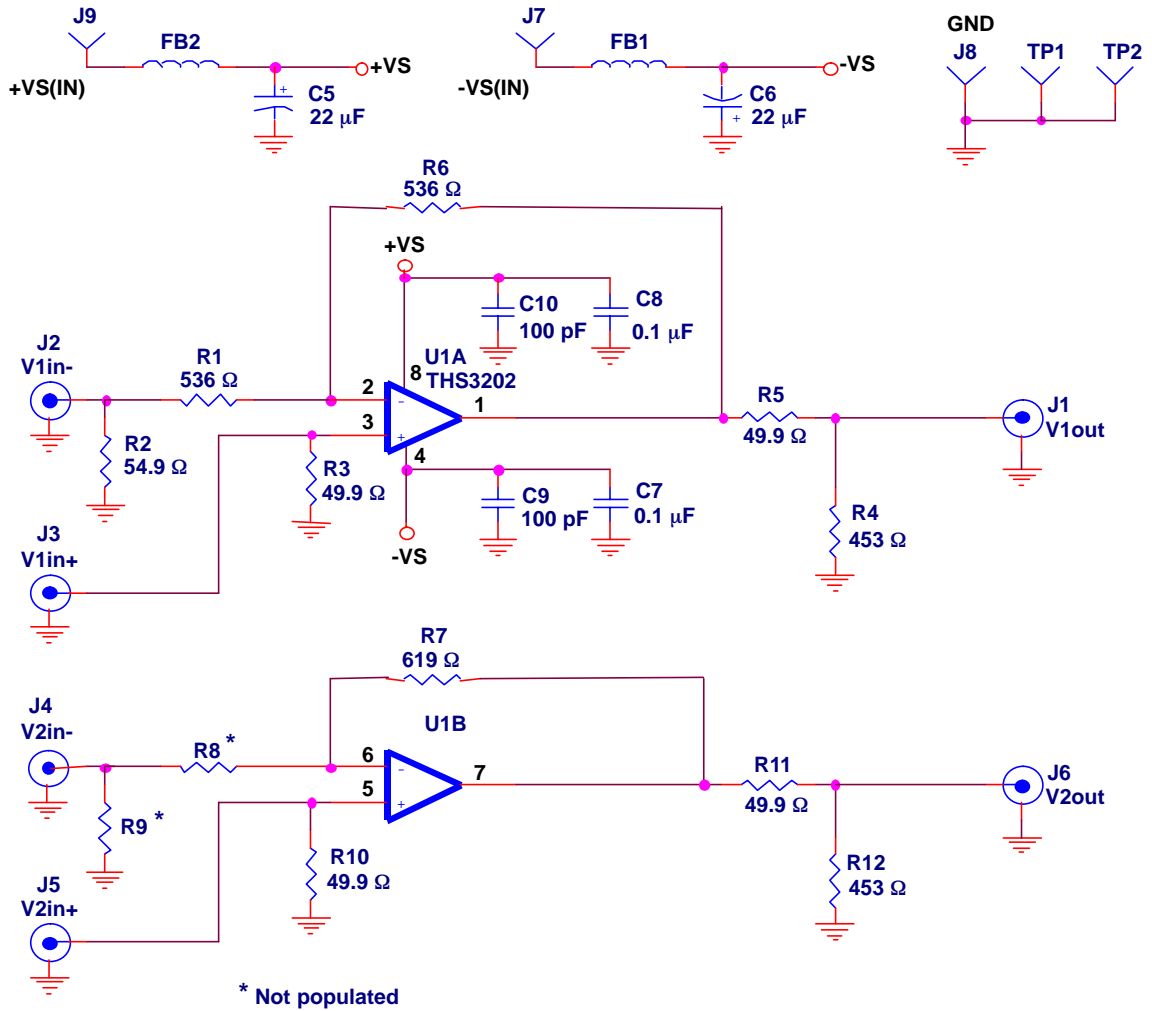 J9
FB2
+VS(IN)
+VS
+
C5
22 μF
J7
FB1
-VS(IN)
-VS
C6
22 μF
+
GND
J8
TP1
TP2
R6
536 Ω
+VS
C10
100 pF
C8
0.1 μF
J2
V1in-
R1
536 Ω
U1A
THS3202
8
2
-
3
+
1
4
R2
54.9 Ω
R3
49.9 Ω
C9
100 pF
C7
0.1 μF
-VS
R5
49.9 Ω
J1
V1out
R4
453 Ω
J3
V1in+
R7
619 Ω
J4
V2in-
R8 *
U1B
6
-
5
+
7
R9 *
R10
49.9 Ω
R11
49.9 Ω
J6
V2out
R12
453 Ω
J5
V2in+
* Not populated